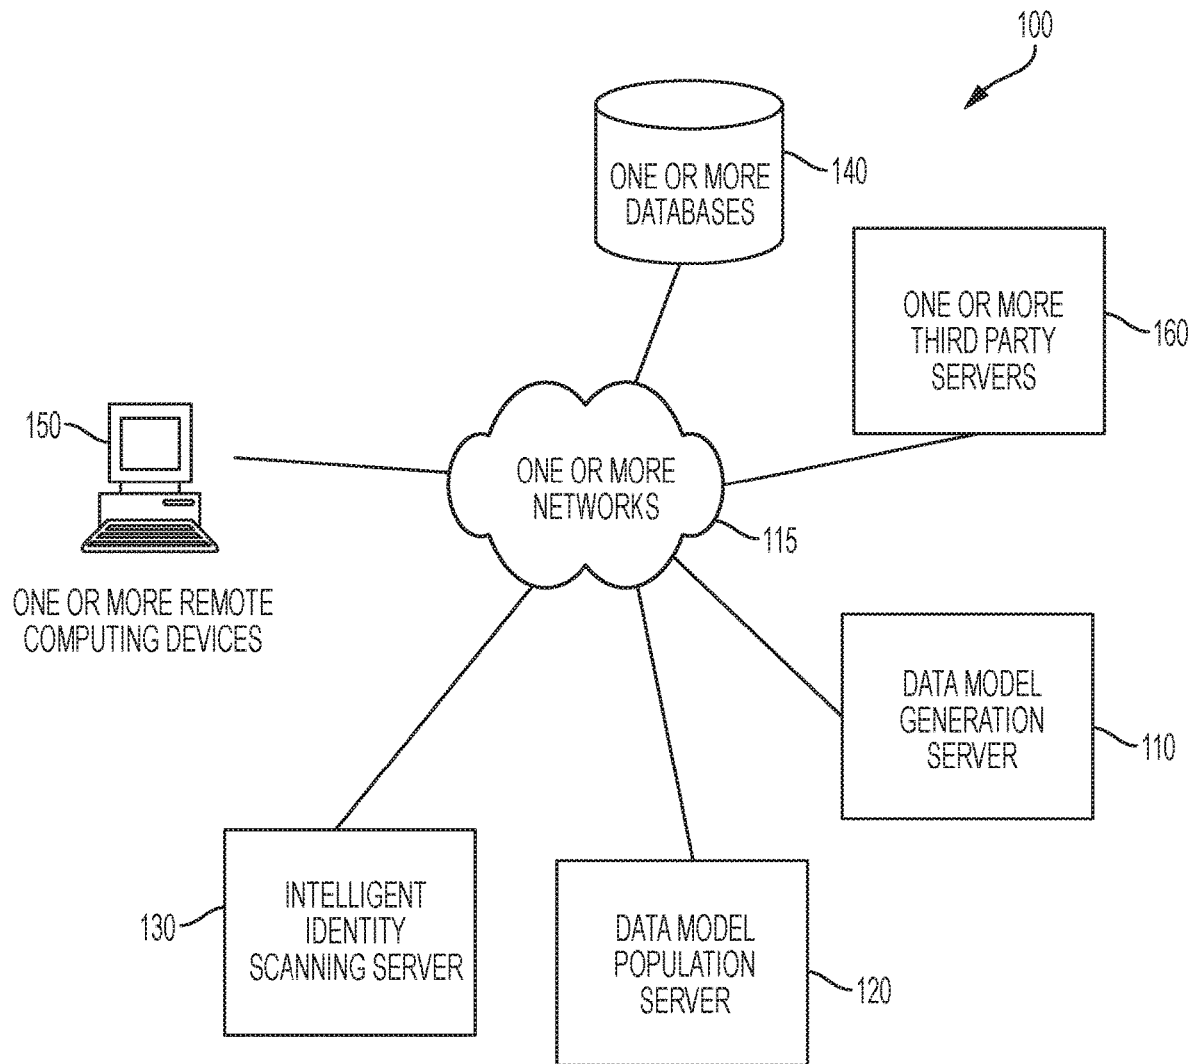 100
ONE OR MORE
DATABASES
140
ONE OR MORE
THIRD PARTY
SERVERS
160
150
ONE OR MORE
NETWORKS
115
ONE OR MORE REMOTE
COMPUTING DEVICES
DATA MODEL
GENERATION
SERVER
110
INTELLIGENT
IDENTITY
SCANNING SERVER
130
DATA MODEL
POPULATION
SERVER
120